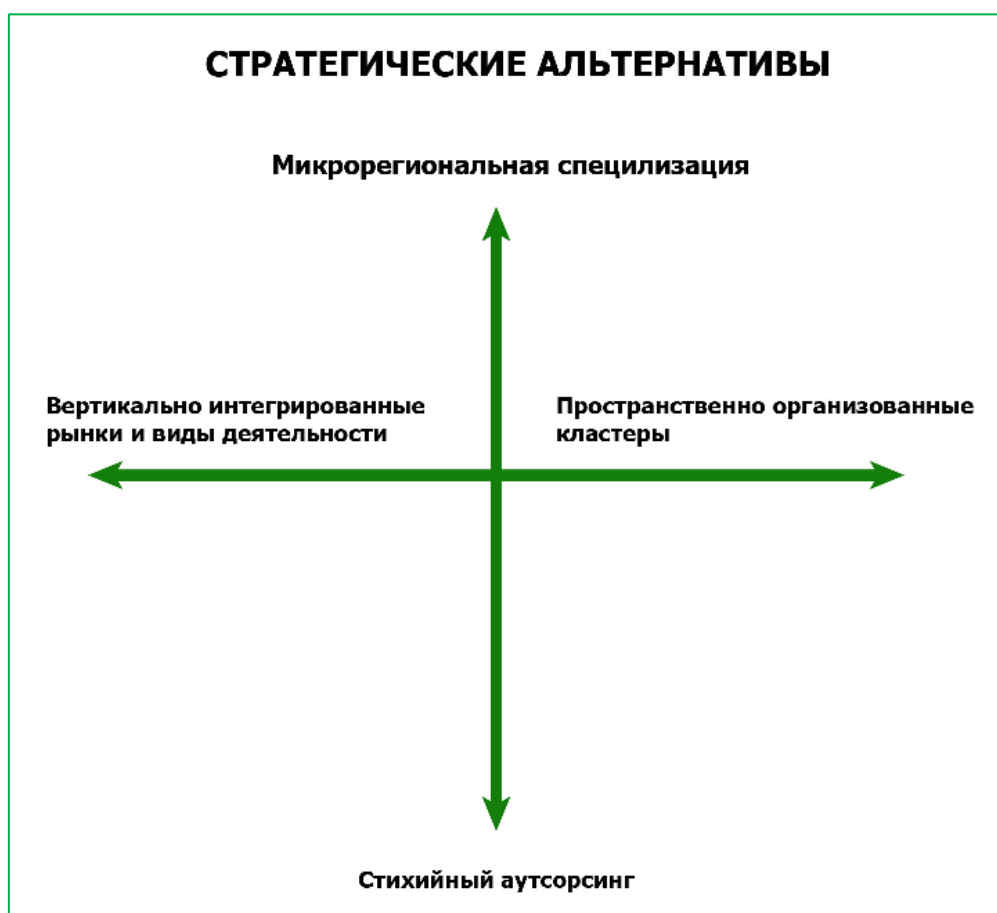 СТРАТЕГИЧЕСКИЕ АЛЬТЕРНАТИВЫ
Микрорегиональная специлизация
Вертикально интегрированные
рынки и виды деятельности
Пространственно организованные
кластеры
Стихийный аутсорсинг